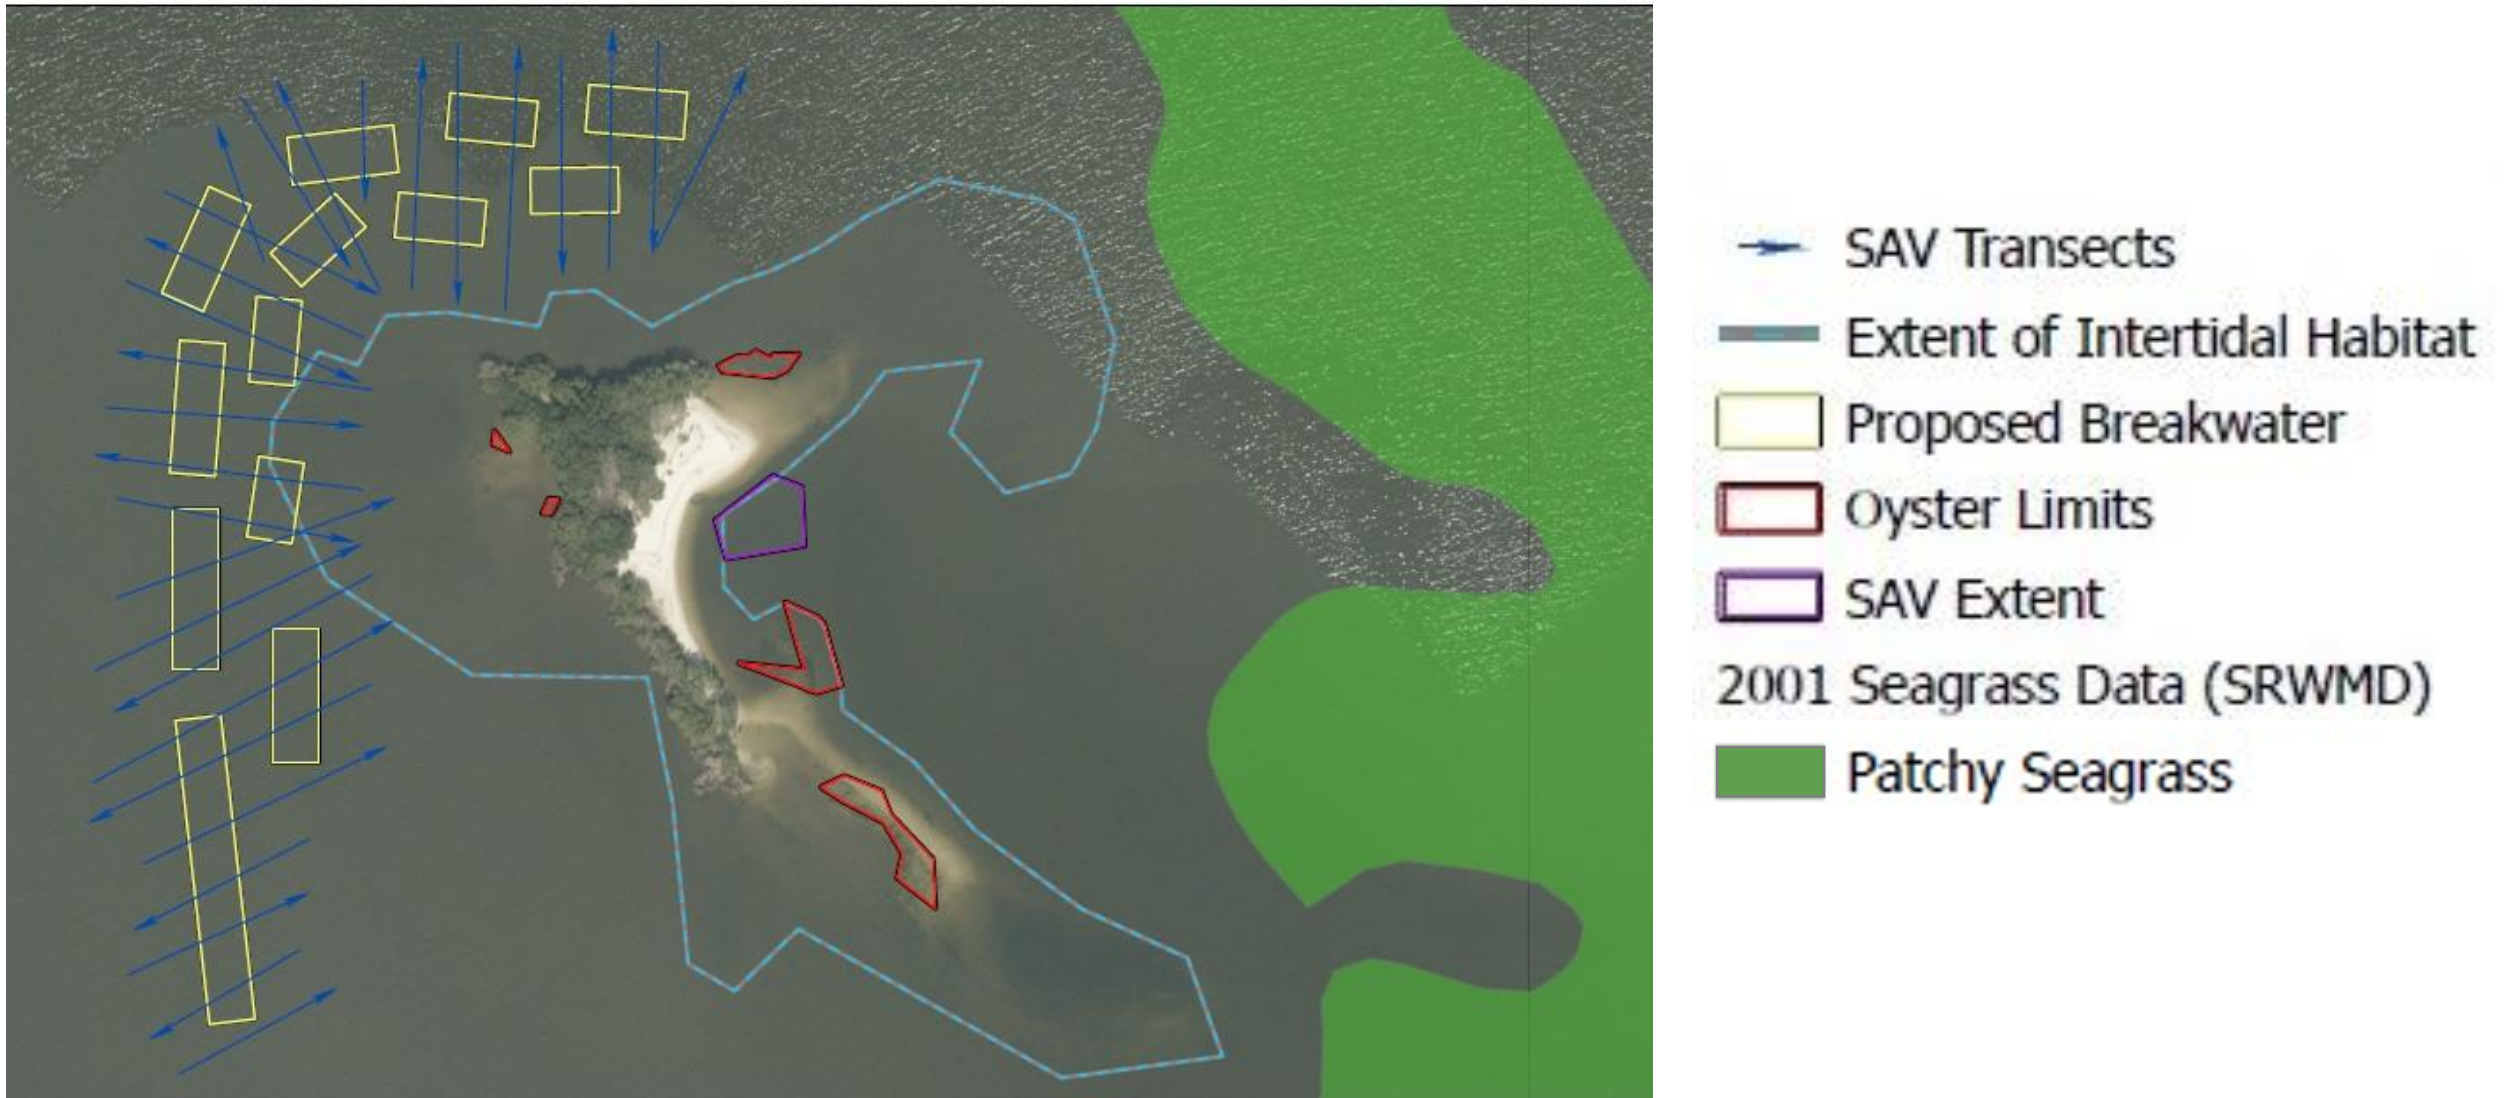 SAV Transects
Extent of Intertidal Habitat
Proposed Breakwater
Oyster Limits
SAV Extent
2001 Seagrass Data (SRWMD)
Patchy Seagrass